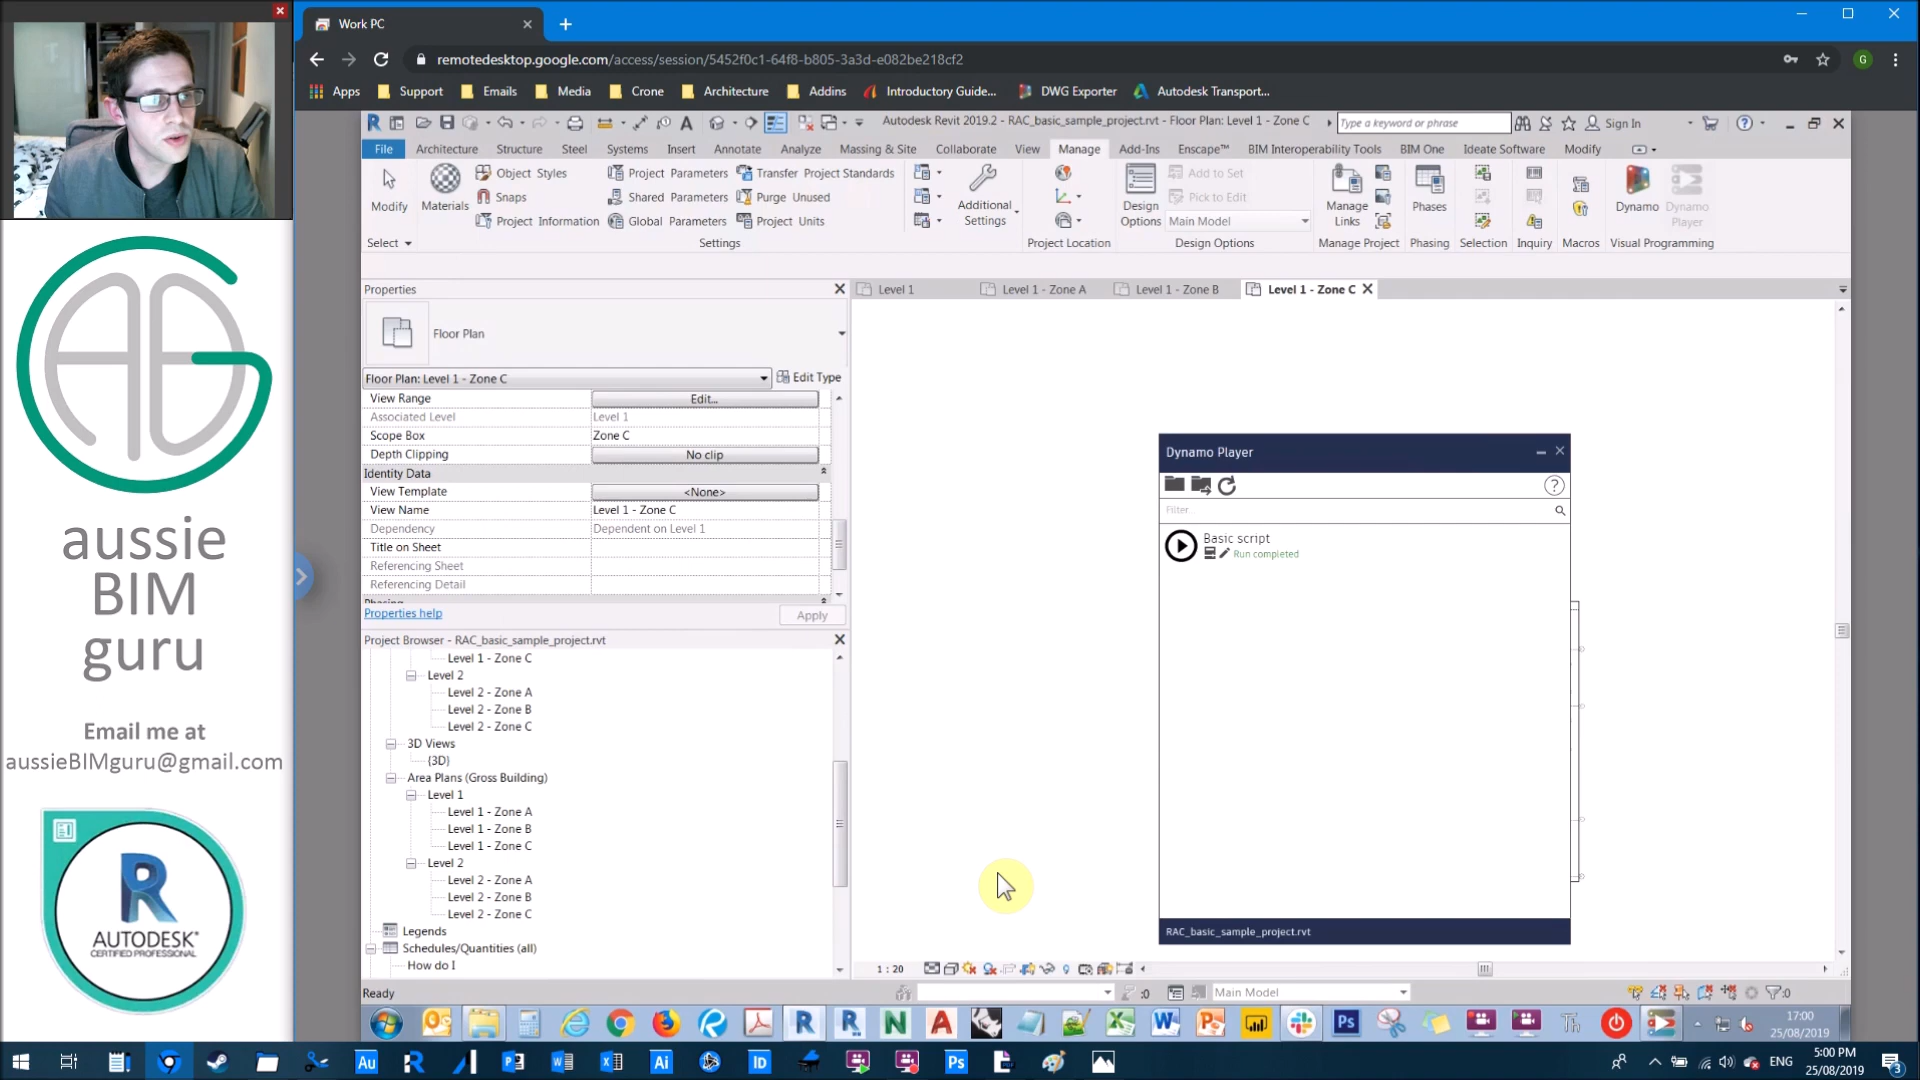 Work PC
remotedesktop.google.com/access/session/5452f0c1-64f8-b805-3a3d-e082be218cf2
G
Apps
Support
Emails
Media
Crone
Architecture
Addins
Introductory Guide...
DWG Exporter
Autodesk Transport...
Autodesk Revit 2019.2 - RAC_basic_sample_project.rvt - Floor Plan: Level 1 - Zone C
Type a keyword or phrase
Sign In
File
Architecture
Structure
Steel
Systems
Insert
Annotate
Analyze
Massing & Site
Collaborate
View
Manage
Add-Ins
Enscape™
BIM Interoperability Tools
BIM One
Ideate Software
Modify
Modify
Materials
Object Styles
Snaps
Project Information
Project Parameters
Shared Parameters
Global Parameters
Transfer Project Standards
Purge Unused
Project Units
Additional
Settings
Design
Options
Add to Set
Pick to Edit
Main Model
Manage
Links
Phases
Dynamo
Dynamo
Player
Select
Settings
Project Location
Design Options
Manage Project
Phasing
Selection
Inquiry
Macros
Visual Programming
Properties
Floor Plan
Floor Plan: Level 1 - Zone C
Edit Type
View Range
Edit...
Associated Level
Level 1
Scope Box
Zone C
Depth Clipping
No clip
Identity Data
View Template
<None>
View Name
Level 1 - Zone C
Dependency
Dependent on Level 1
Title on Sheet
Referencing Sheet
Referencing Detail
Phasing
Properties help
Apply
Project Browser - RAC_basic_sample_project.rvt
Level 1 - Zone C
Level 2
Level 2 - Zone A
Level 2 - Zone B
Level 2 - Zone C
3D Views
{3D}
Area Plans (Gross Building)
Level 1
Level 1 - Zone A
Level 1 - Zone B
Level 1 - Zone C
Level 2
Level 2 - Zone A
Level 2 - Zone B
Level 2 - Zone C
Legends
Schedules/Quantities (all)
How do I
Level 1
Level 1 - Zone A
Level 1 - Zone B
Level 1 - Zone C
Dynamo Player
Filter
Basic script
Run completed
RAC_basic_sample_project.rvt
1 : 20
Ready
:0
Main Model
:0
17:00
25/08/2019
ENG
5:00 PM
25/08/2019
3
aussie
BIM
guru
Email me at
aussieBIMguru@gmail.com
R
AUTODESK
CERTIFIED PROFESSIONAL